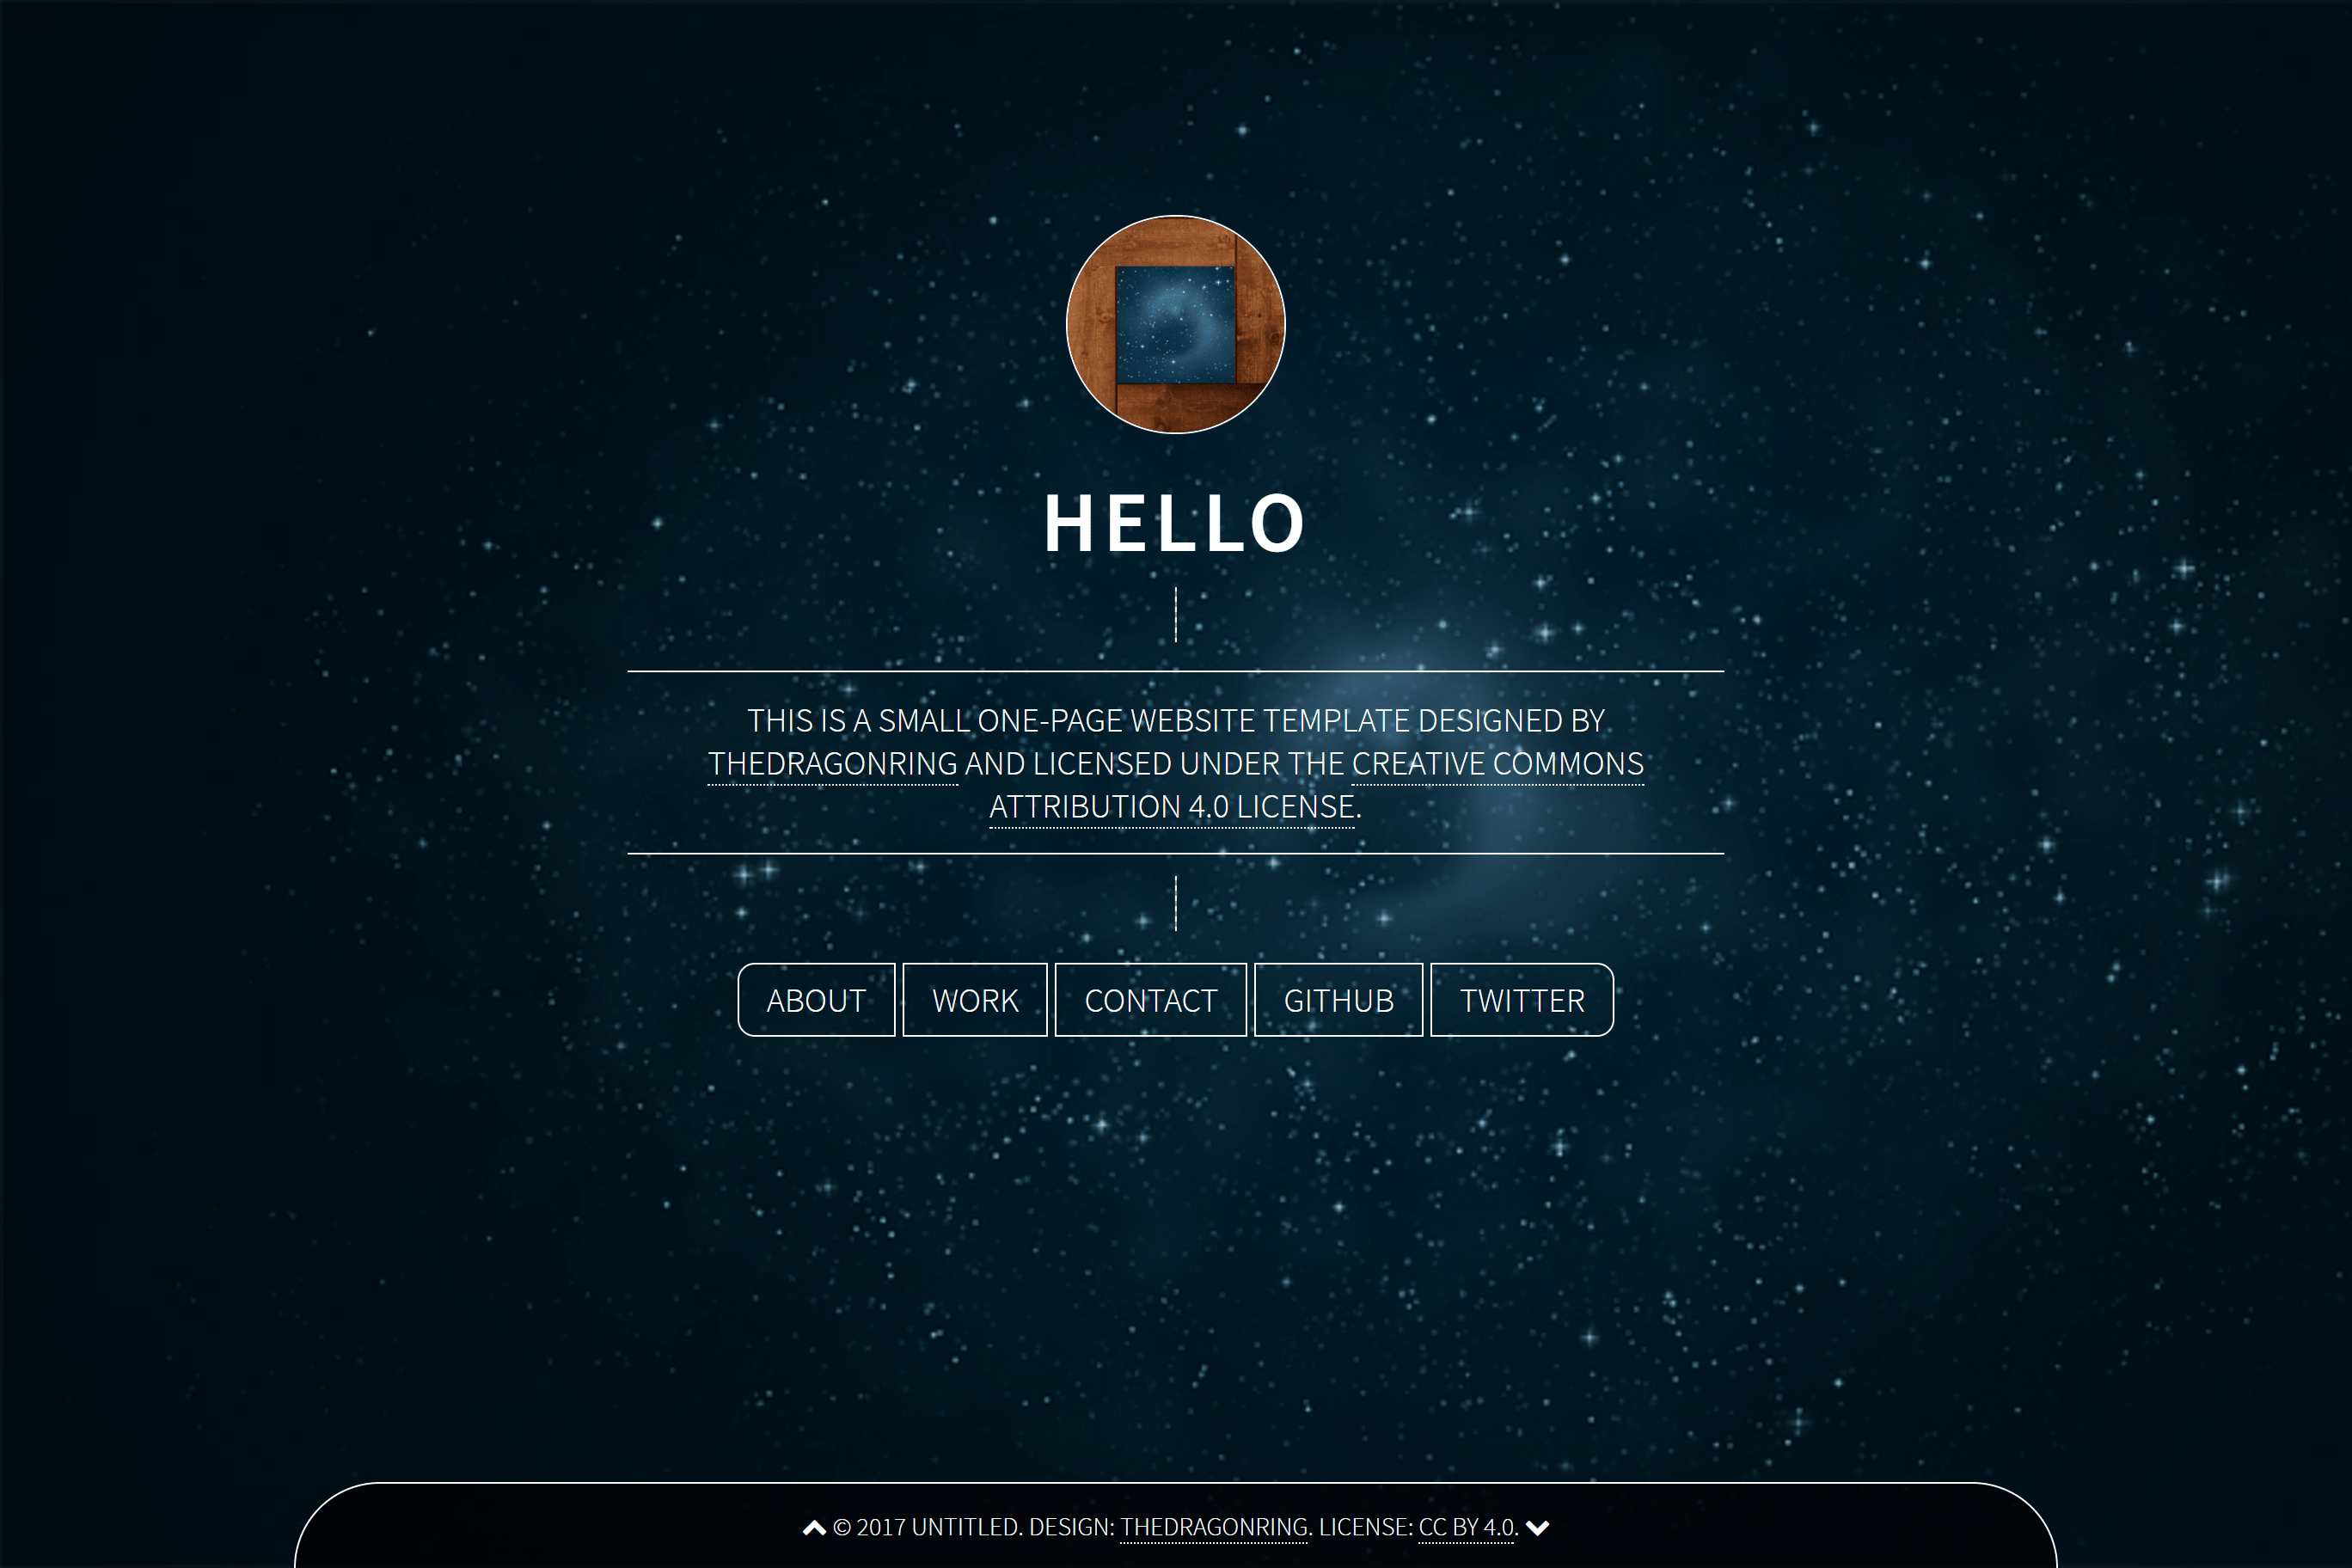 HELLO
THIS IS A SMALL ONE-PAGE WEBSITE TEMPLATE DESIGNED BY
THEDRAGONRING AND LICENSED UNDER THE CREATIVE COMMONS
ATTRIBUTION 4.0 LICENSE.
ABOUT WORK CONTACT GITHUB TWITTER
© 2017 UNTITLED. DESIGN: THEDRAGONRING. LICENSE: CC BY 4.0.